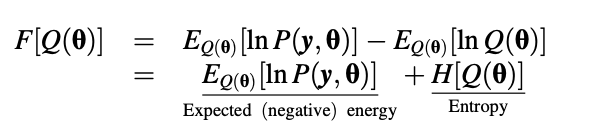 F[Q(θ)] = E_{Q(θ)}[ln P(y, θ)] − E_{Q(θ)}[ln Q(θ)]
= E_{Q(θ)}[ln P(y, θ)] + H[Q(θ)]
Expected (negative) energy Entropy